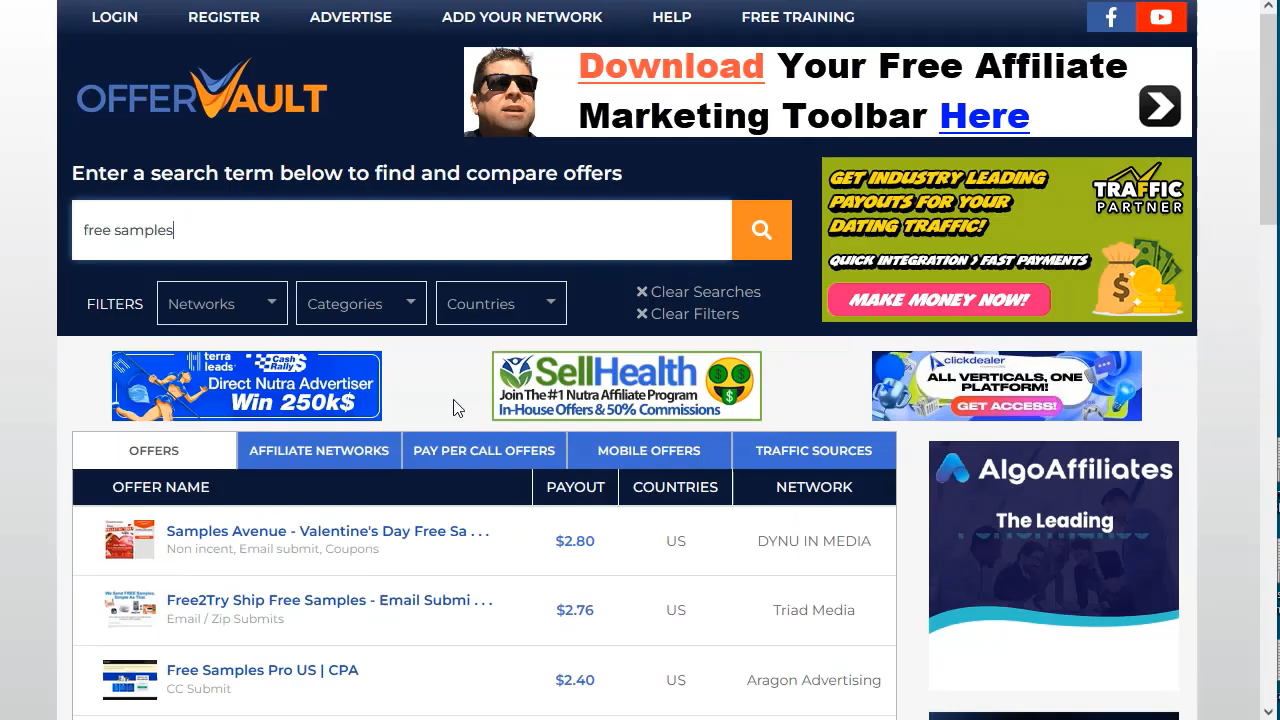 LOGIN REGISTER ADVERTISE ADD YOUR NETWORK HELP FREE TRAINING
OFFERVAULT
Download Your Free Affiliate
Marketing Toolbar Here
Enter a search term below to find and compare offers
free samples
GET INDUSTRY LEADING
PAYOUTS FOR YOUR
DATING TRAFFIC!
QUICK INTEGRATION > FAST PAYMENTS
MAKE MONEY NOW!
TRAFFIC
PARTNER
FILTERS Networks Categories Countries
Clear Searches
Clear Filters
terra
leads
Cash
Rally
Direct Nutra Advertiser
Win 250k$
SellHealth
Join The #1 Nutra Affiliate Program
In-House Offers & 50% Commissions
clickdealer
ALL VERTICALS, ONE
PLATFORM!
GET ACCESS!
OFFERS AFFILIATE NETWORKS PAY PER CALL OFFERS MOBILE OFFERS TRAFFIC SOURCES
OFFER NAME PAYOUT COUNTRIES NETWORK
Samples Avenue - Valentine's Day Free Sa . . .
Non incent, Email submit, Coupons
$2.80 US DYNU IN MEDIA
Free2Try Ship Free Samples - Email Submi . . .
Email / Zip Submits
$2.76 US Triad Media
Free Samples Pro US | CPA
CC Submit
$2.40 US Aragon Advertising
AlgoAffiliates
The Leading